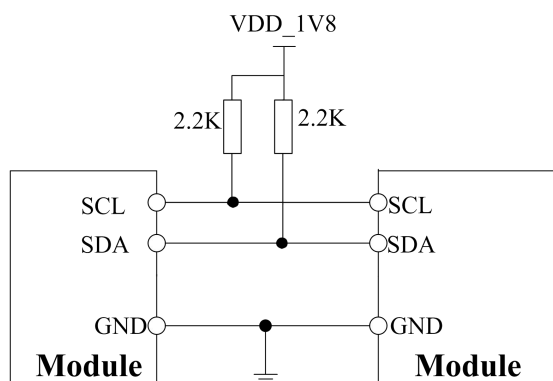 VDD_1V8
2.2K 2.2K
SCL SCL
SDA SDA
GND GND
Module Module